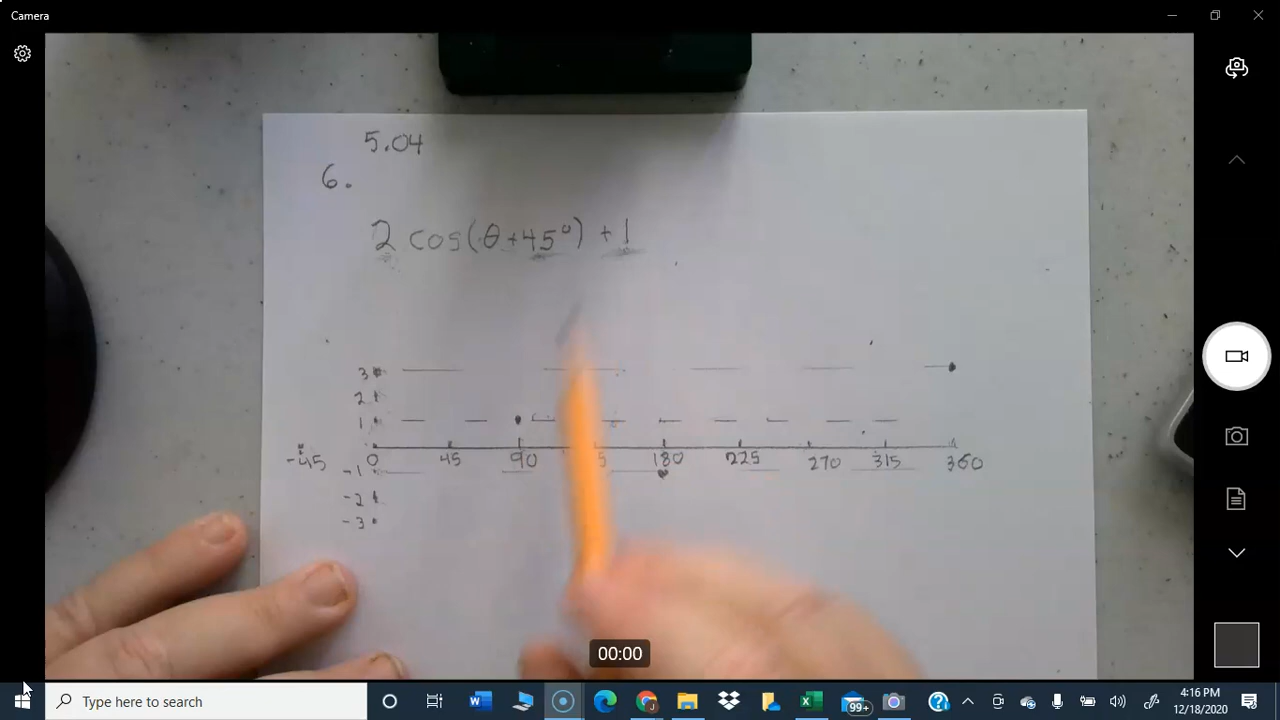 Camera
5.04
6.
2 cos(θ+45°) +1
3
2
1
-45 0 45 90 5 180 225 270 315 360
-1
-2
-3
00:00
Type here to search
99+
4:16 PM
12/18/2020